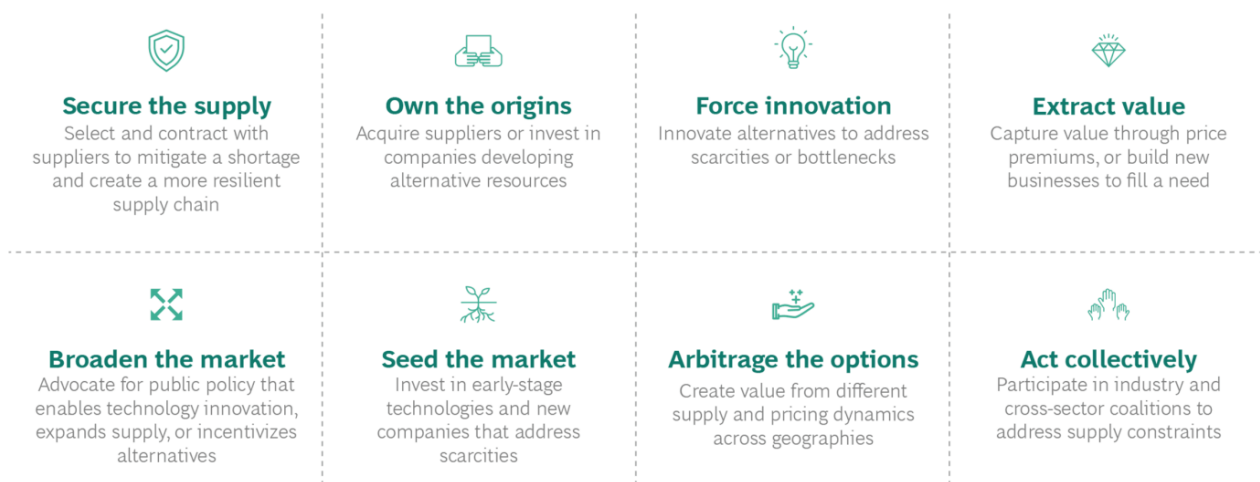 Secure the supply
Select and contract with
suppliers to mitigate a shortage
and create a more resilient
supply chain
Own the origins
Acquire suppliers or invest in
companies developing
alternative resources
Force innovation
Innovate alternatives to address
scarcities or bottlenecks
Extract value
Capture value through price
premiums, or build new
businesses to fill a need
Broaden the market
Advocate for public policy that
enables technology innovation,
expands supply, or incentivizes
alternatives
Seed the market
Invest in early-stage
technologies and new
companies that address
scarcities
Arbitrage the options
Create value from different
supply and pricing dynamics
across geographies
Act collectively
Participate in industry and
cross-sector coalitions to
address supply constraints